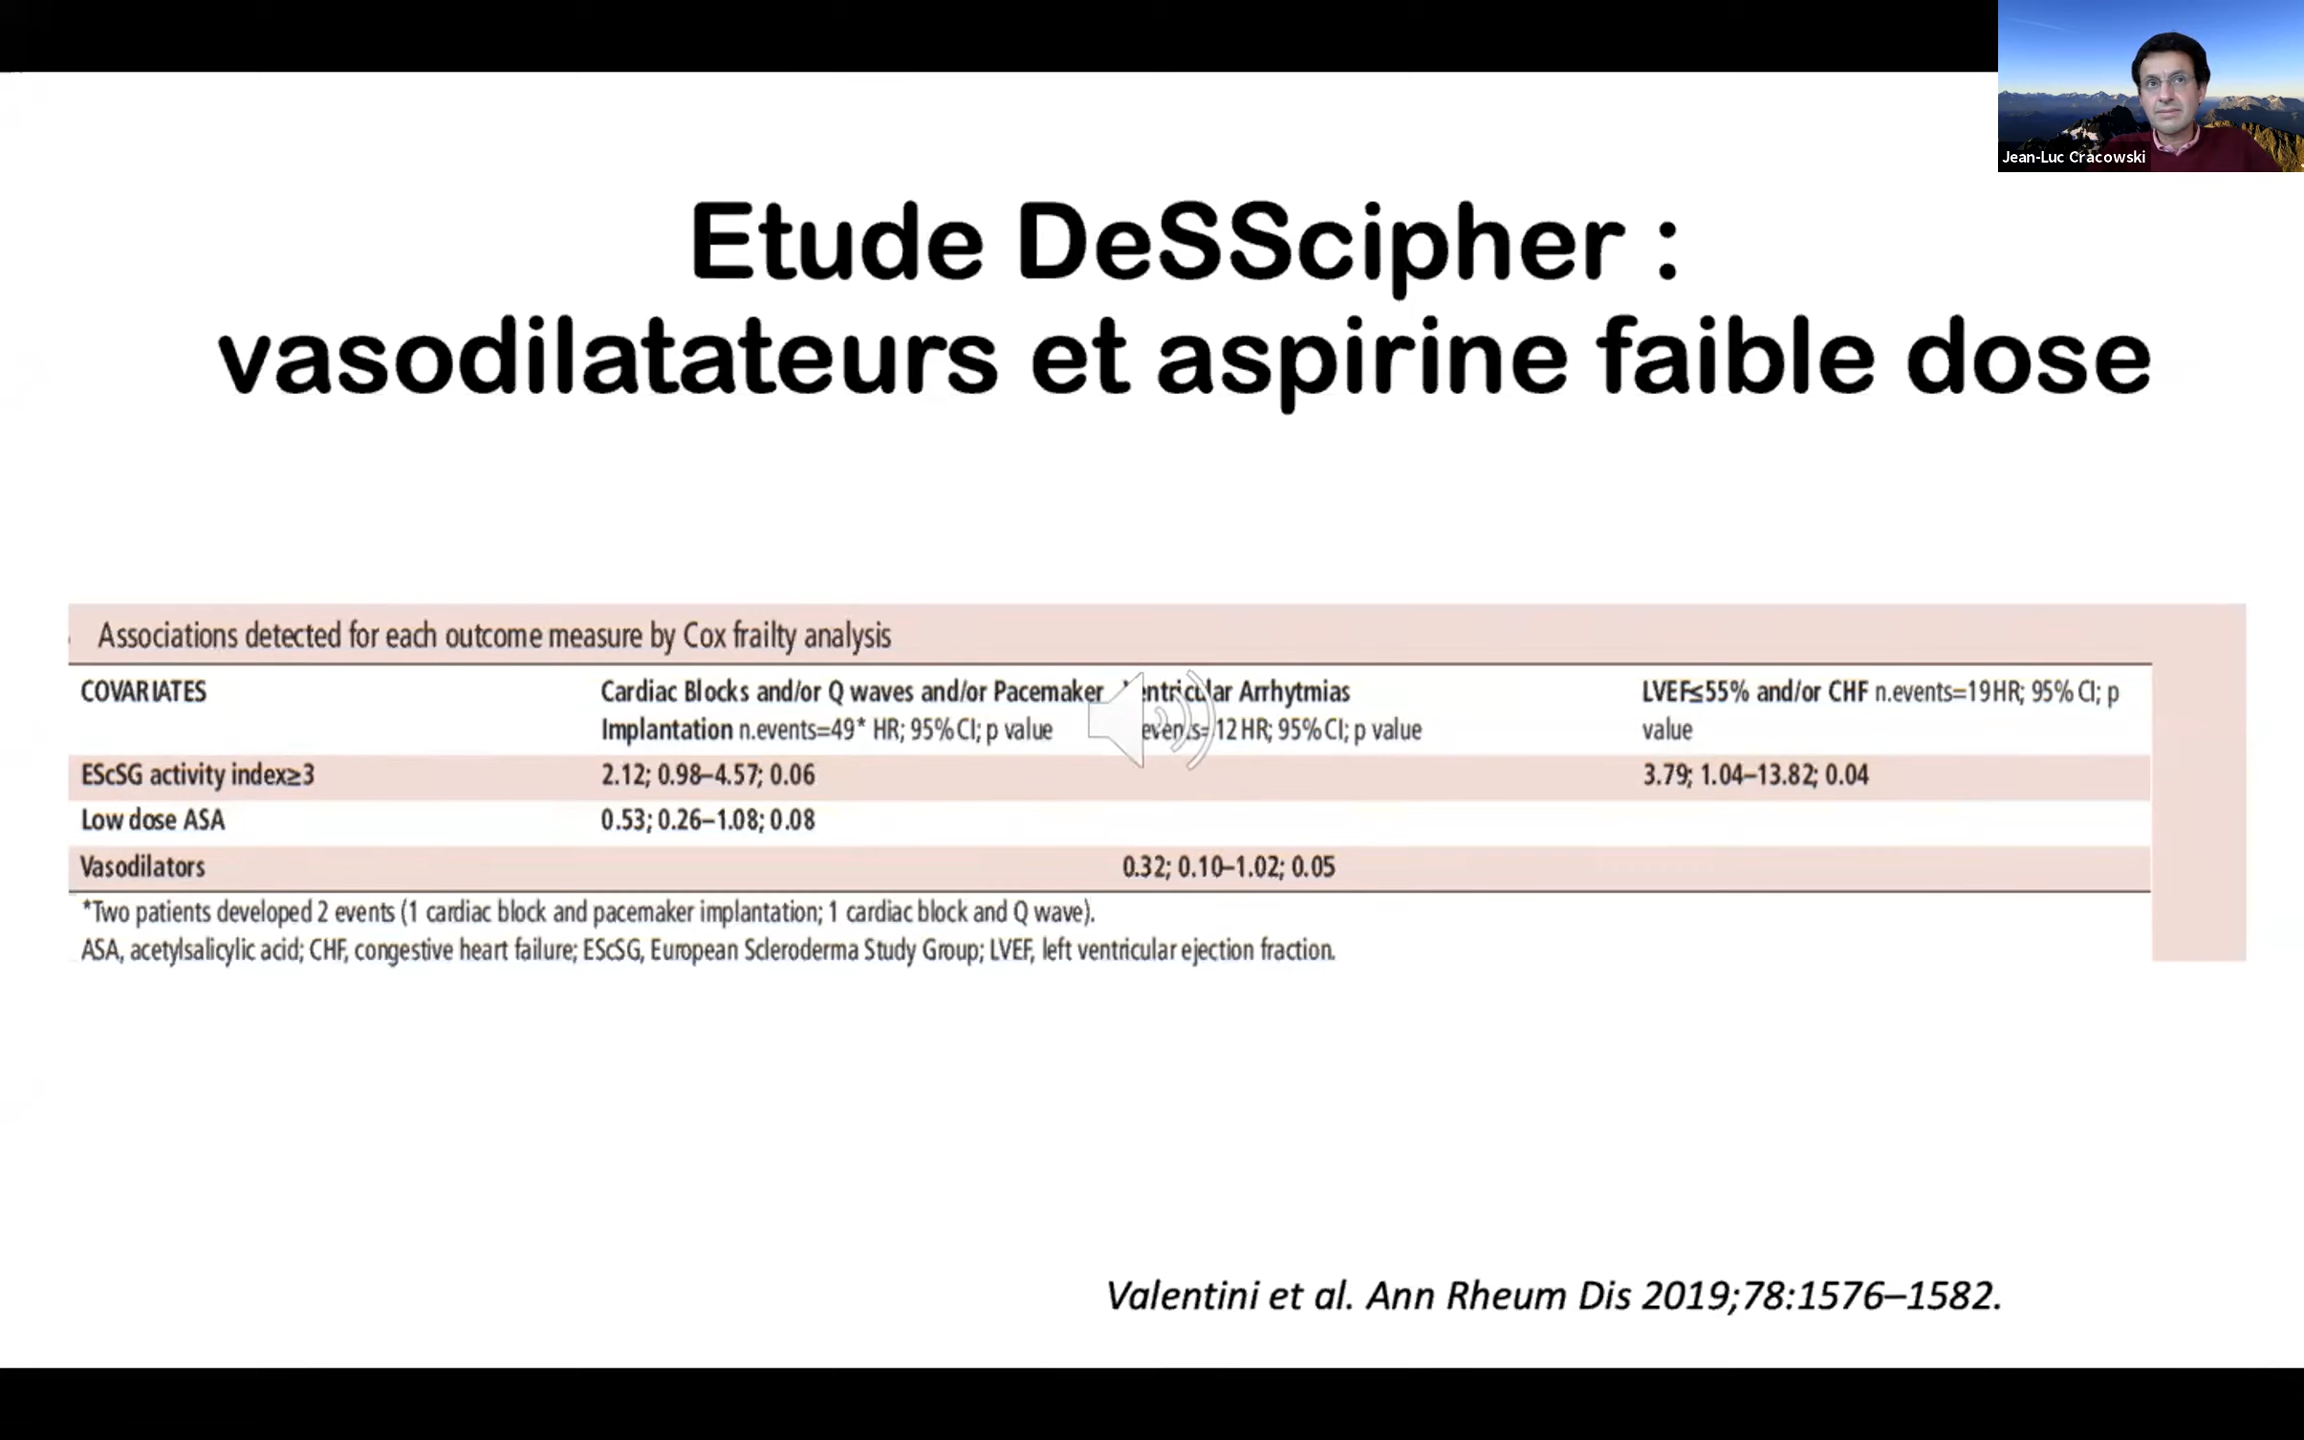 Jean-Luc Cracowski
Etude DeSScipher :
vasodilatateurs et aspirine faible dose
Associations detected for each outcome measure by Cox frailty analysis
COVARIATES
Cardiac Blocks and/or Q waves and/or Pacemaker
Implantation n.events=49* HR; 95% CI; p value
Arrhytmias
12 HR; 95% CI; p value
LVEF≤55% and/or CHF n.events=19HR; 95% CI; p
value
EScSG activity index≥3 2.12; 0.98–4.57; 0.06 3.79; 1.04–13.82; 0.04
Low dose ASA 0.53; 0.26–1.08; 0.08
Vasodilators 0.32; 0.10–1.02; 0.05
*Two patients developed 2 events (1 cardiac block and pacemaker implantation; 1 cardiac block and Q wave).
ASA, acetylsalicylic acid; CHF, congestive heart failure; EScSG, European Scleroderma Study Group; LVEF, left ventricular ejection fraction.
Valentini et al. Ann Rheum Dis 2019;78:1576–1582.